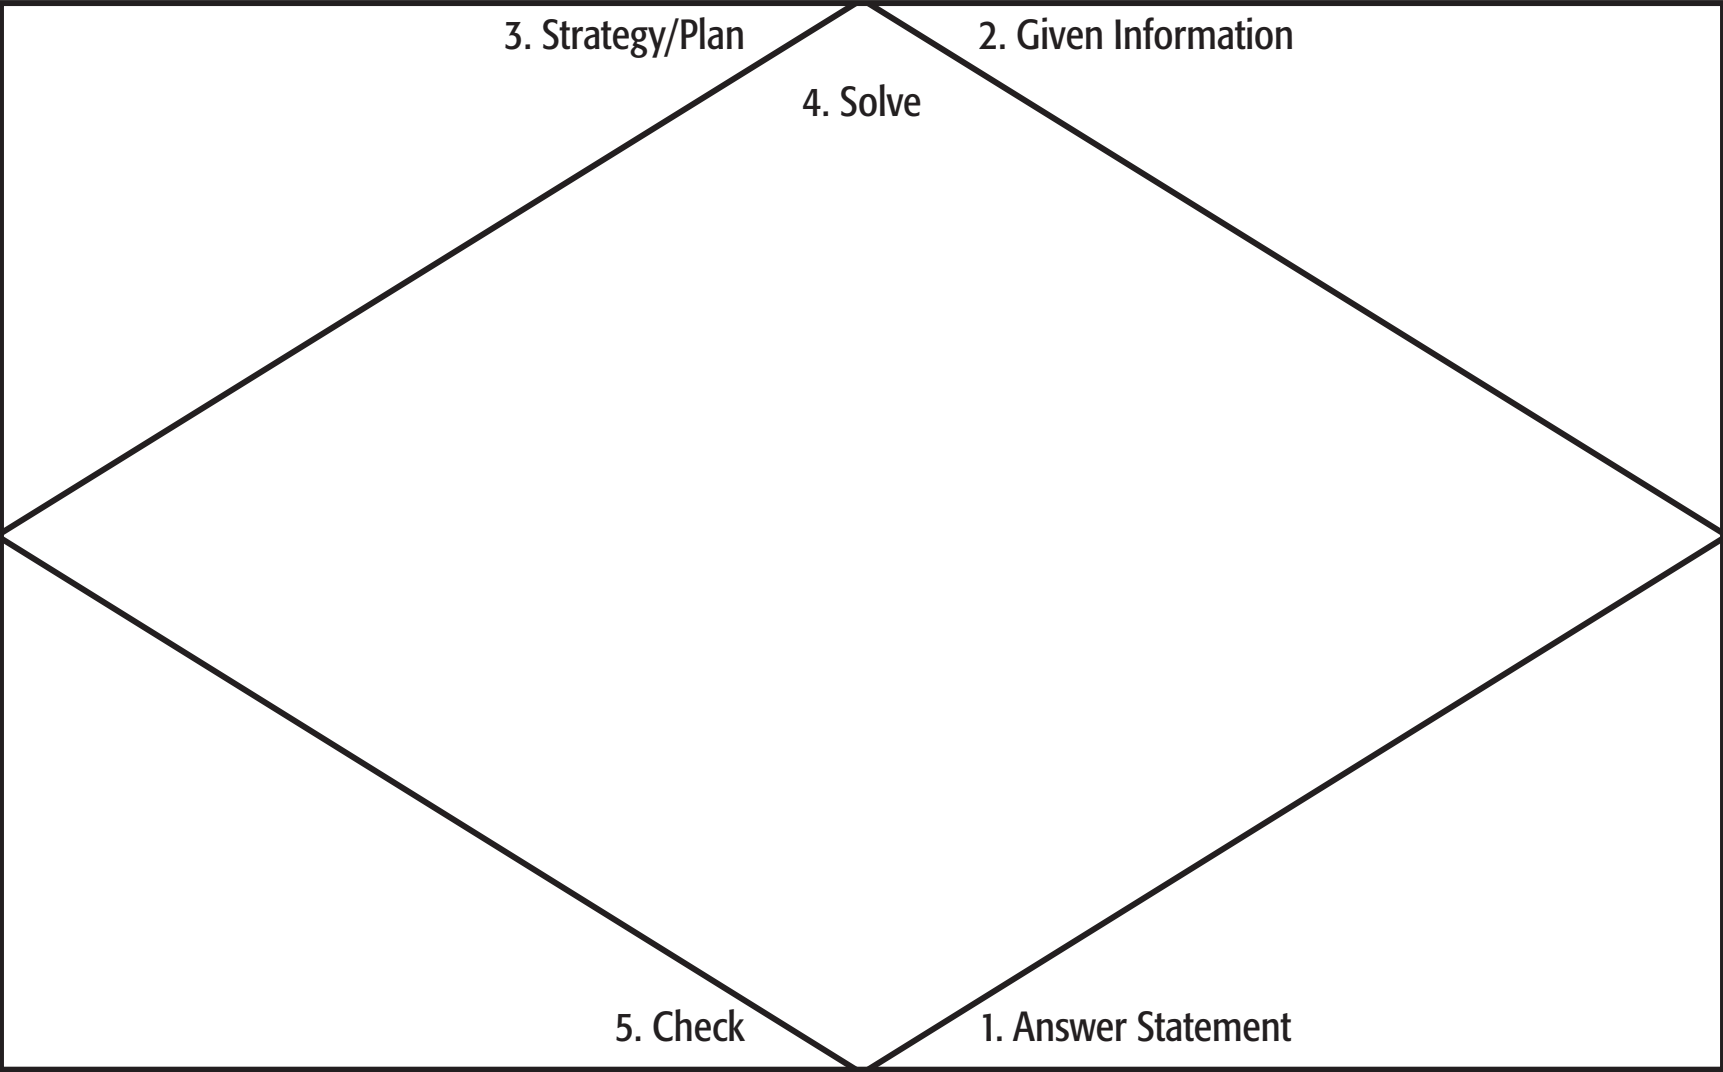 3. Strategy/Plan
2. Given Information
4. Solve
5. Check
1. Answer Statement